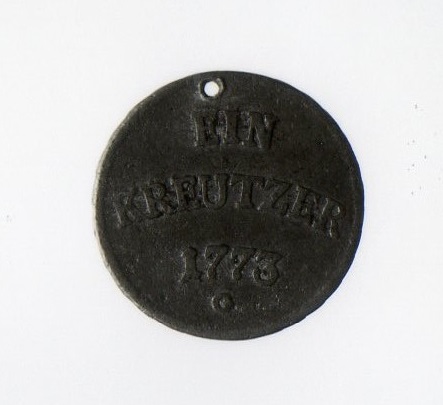 EIN
KREUTZER
1773
G